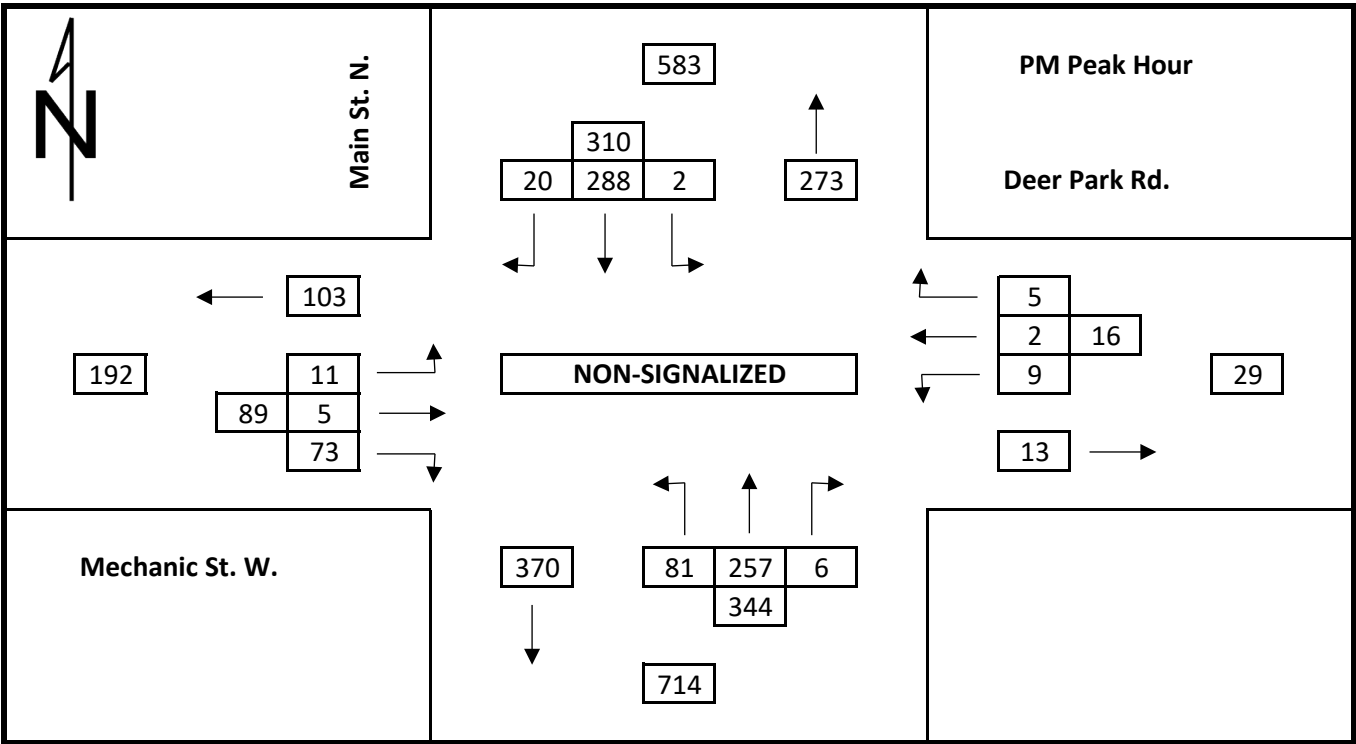 N
Main St. N.
583
PM Peak Hour
310
20 288 2
273
Deer Park Rd.
103
5
2 16
9
29
192
11
89 5
73
NON-SIGNALIZED
13
Mechanic St. W.
370
81 257 6
344
714